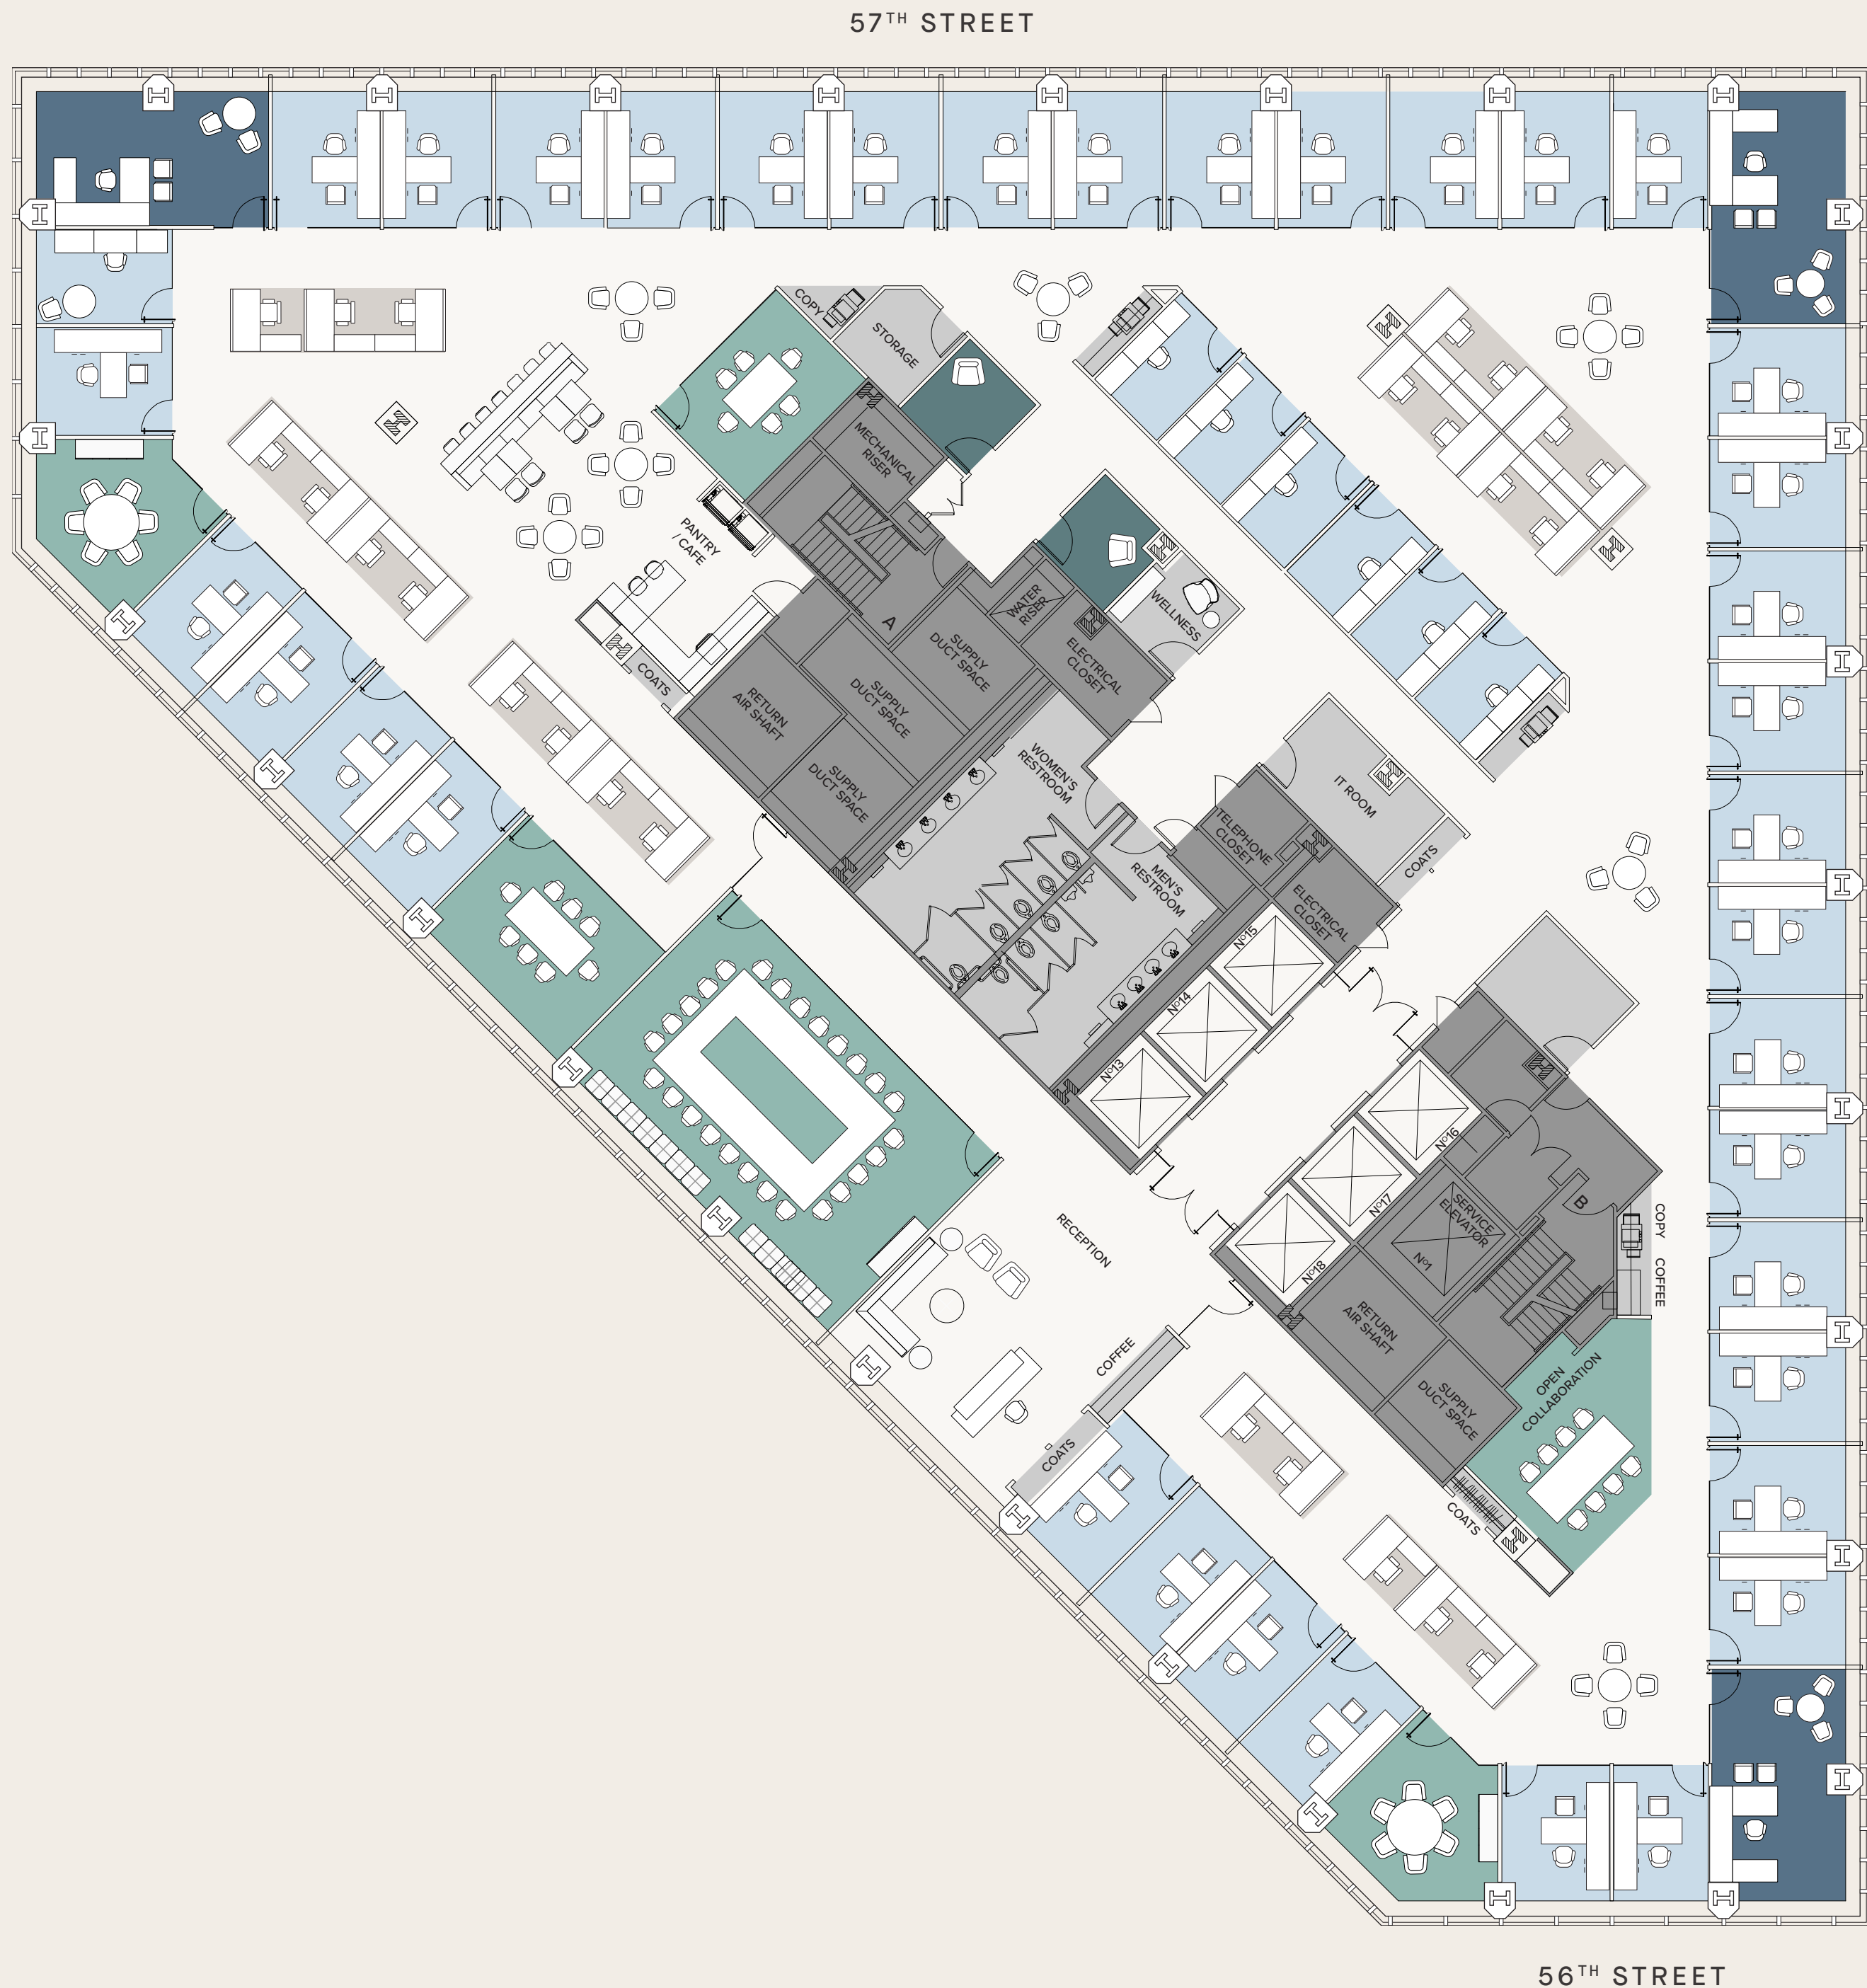 57TH STREET
COPY
STORAGE
MECHANICAL
RISER
PANTRY
/ CAFE
A
WATER
RISER
WELLNESS
SUPPLY
DUCT SPACE
ELECTRICAL
CLOSET
COATS
RETURN
AIR SHAFT
SUPPLY
DUCT SPACE
SUPPLY
DUCT SPACE
WOMEN'S
RESTROOM
IT ROOM
TELEPHONE
CLOSET
COATS
MEN'S
RESTROOM
ELECTRICAL
CLOSET
Nº15
Nº14
Nº13
Nº16
Nº17
Nº18
SERVICE
ELEVATOR
Nº1
B
COPY
COFFEE
RECEPTION
RETURN
AIR SHAFT
COFFEE
OPEN
COLLABORATION
SUPPLY
DUCT SPACE
COATS
COATS
56TH STREET